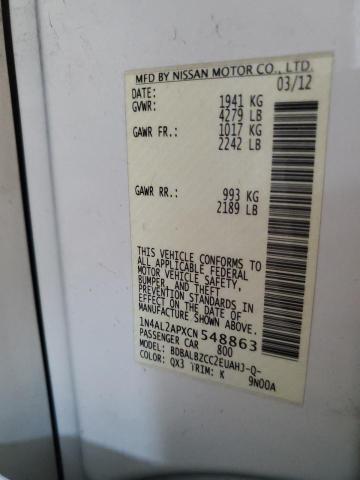 MFD BY NISSAN MOTOR CO., LTD.
DATE: 03/12
GVWR: 1941 KG
4279 LB
GAWR FR.: 1017 KG
2242 LB
GAWR RR.: 993 KG
2189 LB
THIS VEHICLE CONFORMS TO
ALL APPLICABLE FEDERAL
MOTOR VEHICLE SAFETY,
BUMPER, AND THEFT
PREVENTION STANDARDS IN
EFFECT ON THE DATE OF
MANUFACTURE SHOWN ABOVE.
1N4AL2APXCN548863
PASSENGER CAR 800
MODEL: BDBALBZCC2EUAHJ-Q-
COLOR: QX3 TRIM: K 9N00A